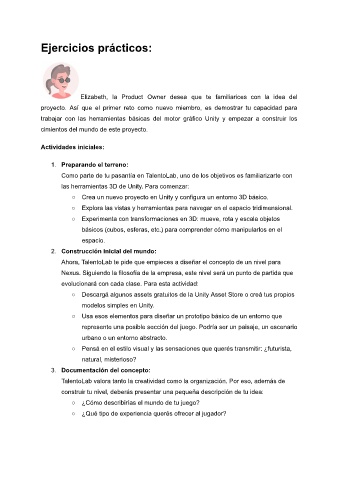 Ejercicios prácticos:
Elizabeth, la Product Owner desea que te familiarices con la idea del
proyecto. Así que el primer reto como nuevo miembro, es demostrar tu capacidad para
trabajar con las herramientas básicas del motor gráfico Unity y empezar a construir los
cimientos del mundo de este proyecto.
Actividades iniciales:
1. Preparando el terreno:
Como parte de tu pasantía en TalentoLab, uno de los objetivos es familiarizarte con
las herramientas 3D de Unity. Para comenzar:
○ Crea un nuevo proyecto en Unity y configura un entorno 3D básico.
○ Explora las vistas y herramientas para navegar en el espacio tridimensional.
○ Experimenta con transformaciones en 3D: mueve, rota y escala objetos
básicos (cubos, esferas, etc.) para comprender cómo manipularlos en el
espacio.
2. Construcción inicial del mundo:
Ahora, TalentoLab te pide que empieces a diseñar el concepto de un nivel para
Nexus. Siguiendo la filosofía de la empresa, este nivel será un punto de partida que
evolucionará con cada clase. Para esta actividad:
○ Descargá algunos assets gratuitos de la Unity Asset Store o creá tus propios
modelos simples en Unity.
○ Usa esos elementos para diseñar un prototipo básico de un entorno que
represente una posible sección del juego. Podría ser un paisaje, un escenario
urbano o un entorno abstracto.
○ Pensá en el estilo visual y las sensaciones que querés transmitir: ¿futurista,
natural, misterioso?
3. Documentación del concepto:
TalentoLab valora tanto la creatividad como la organización. Por eso, además de
construir tu nivel, deberás presentar una pequeña descripción de tu idea:
○ ¿Cómo describirías el mundo de tu juego?
○ ¿Qué tipo de experiencia querés ofrecer al jugador?